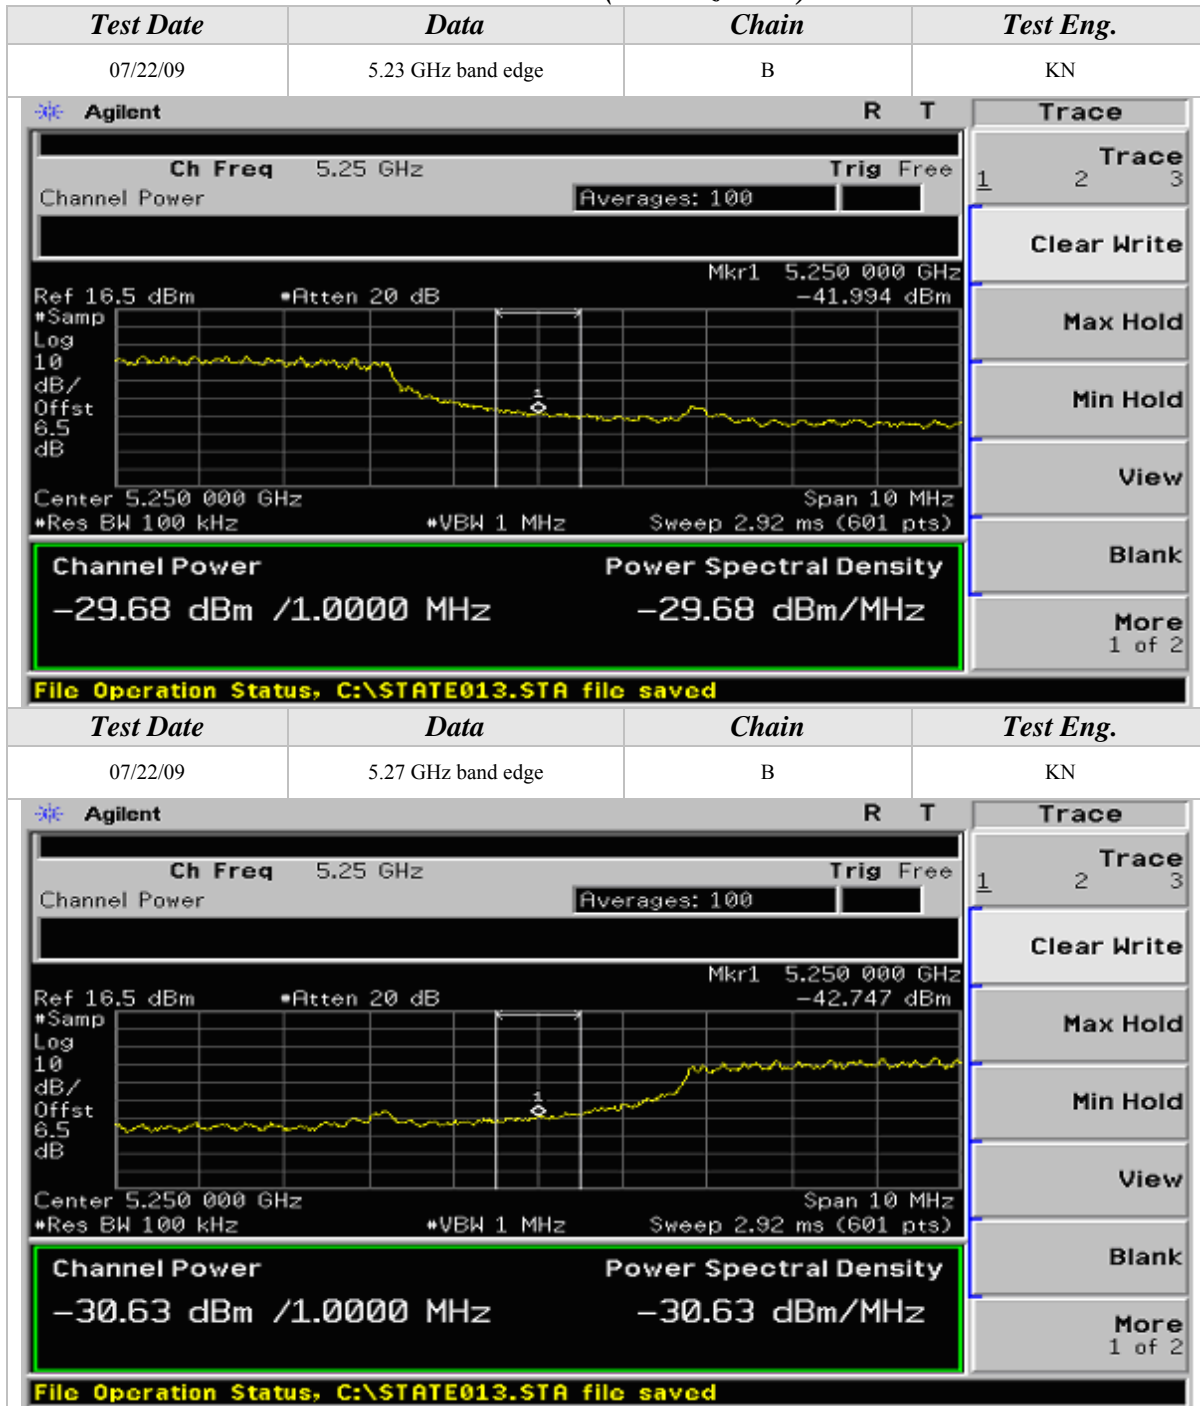 Test Date Data Chain Test Eng.
07/22/09 5.23 GHz band edge B KN
Agilent R T Trace
Ch Freq 5.25 GHz Trig Free
Channel Power Averages: 100
Trace
1 2 3
Clear Write
Mkr1 5.250 000 GHz
Ref 16.5 dBm *Atten 20 dB -41.994 dBm
#Samp
Log
10
dB/
Offst
6.5
dB
1
Max Hold
Min Hold
View
Center 5.250 000 GHz Span 10 MHz
*Res BW 100 kHz *VBW 1 MHz Sweep 2.92 ms (601 pts)
Blank
Channel Power Power Spectral Density
-29.68 dBm /1.0000 MHz -29.68 dBm/MHz
More
1 of 2
File Operation Status, C:\STATE013.STA file saved
Test Date Data Chain Test Eng.
07/22/09 5.27 GHz band edge B KN
Agilent R T Trace
Ch Freq 5.25 GHz Trig Free
Channel Power Averages: 100
Trace
1 2 3
Clear Write
Mkr1 5.250 000 GHz
Ref 16.5 dBm *Atten 20 dB -42.747 dBm
#Samp
Log
10
dB/
Offst
6.5
dB
1
Max Hold
Min Hold
View
Center 5.250 000 GHz Span 10 MHz
*Res BW 100 kHz *VBW 1 MHz Sweep 2.92 ms (601 pts)
Blank
Channel Power Power Spectral Density
-30.63 dBm /1.0000 MHz -30.63 dBm/MHz
More
1 of 2
File Operation Status, C:\STATE013.STA file saved